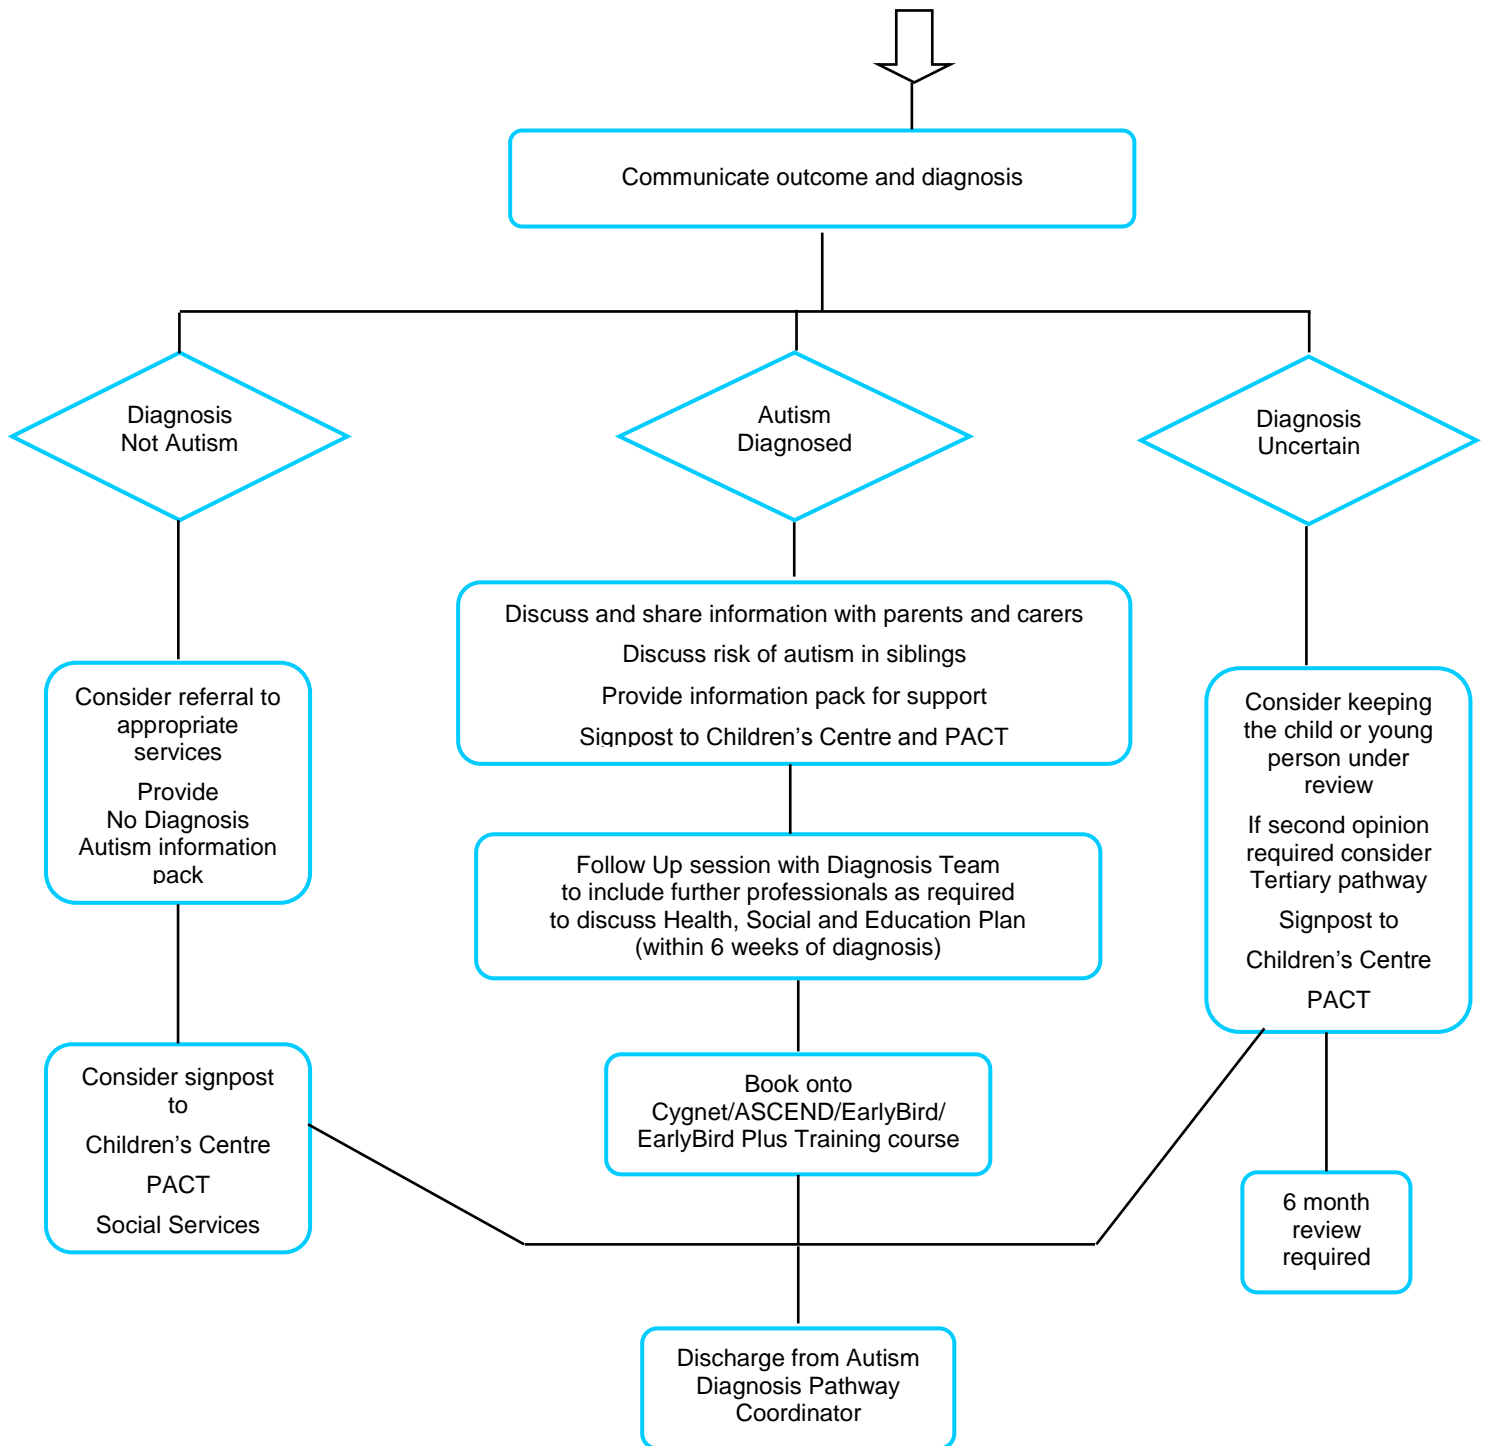 Communicate outcome and diagnosis
Diagnosis
Not Autism
Autism
Diagnosed
Diagnosis
Uncertain
Discuss and share information with parents and carers
Discuss risk of autism in siblings
Provide information pack for support
Signpost to Children's Centre and PACT
Consider referral to
appropriate
services
Provide
No Diagnosis
Autism information
pack
Consider keeping
the child or young
person under
review
If second opinion
required consider
Tertiary pathway
Signpost to
Children's Centre
PACT
Follow Up session with Diagnosis Team
to include further professionals as required
to discuss Health, Social and Education Plan
(within 6 weeks of diagnosis)
Consider signpost
to
Children's Centre
PACT
Social Services
Book onto
Cygnet/ASCEND/EarlyBird/
EarlyBird Plus Training course
6 month
review
required
Discharge from Autism
Diagnosis Pathway
Coordinator